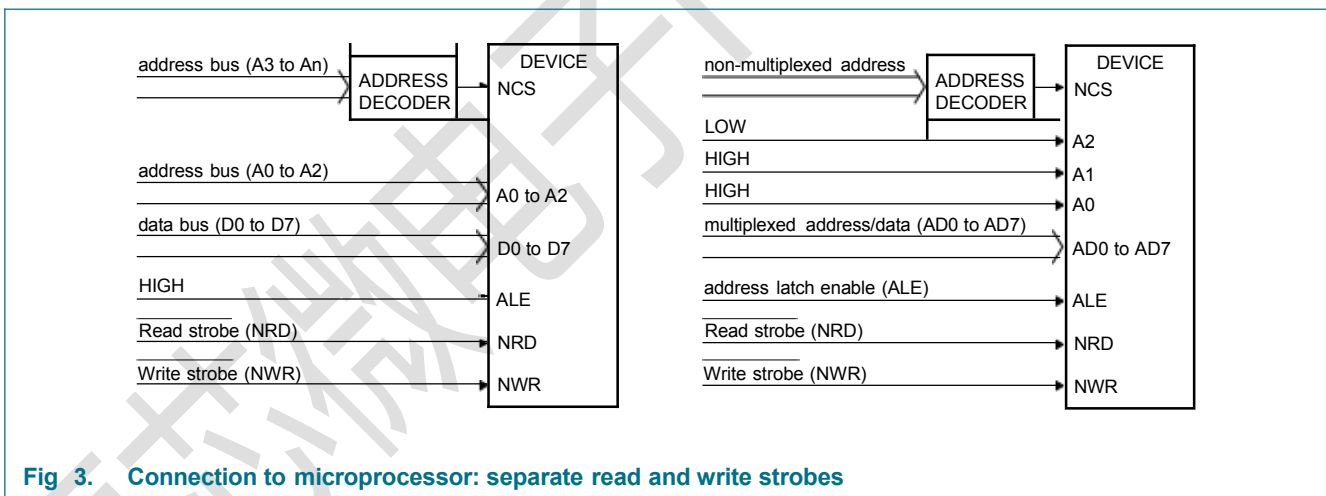 address bus (A3 to An)
ADDRESS
DECODER
DEVICE
NCS
address bus (A0 to A2)
A0 to A2
data bus (D0 to D7)
D0 to D7
HIGH
ALE
Read strobe (NRD)
NRD
Write strobe (NWR)
NWR
non-multiplexed address
ADDRESS
DECODER
DEVICE
NCS
LOW
A2
HIGH
A1
HIGH
A0
multiplexed address/data (AD0 to AD7)
AD0 to AD7
address latch enable (ALE)
ALE
Read strobe (NRD)
NRD
Write strobe (NWR)
NWR
Fig 3. Connection to microprocessor: separate read and write strobes
芯微电子